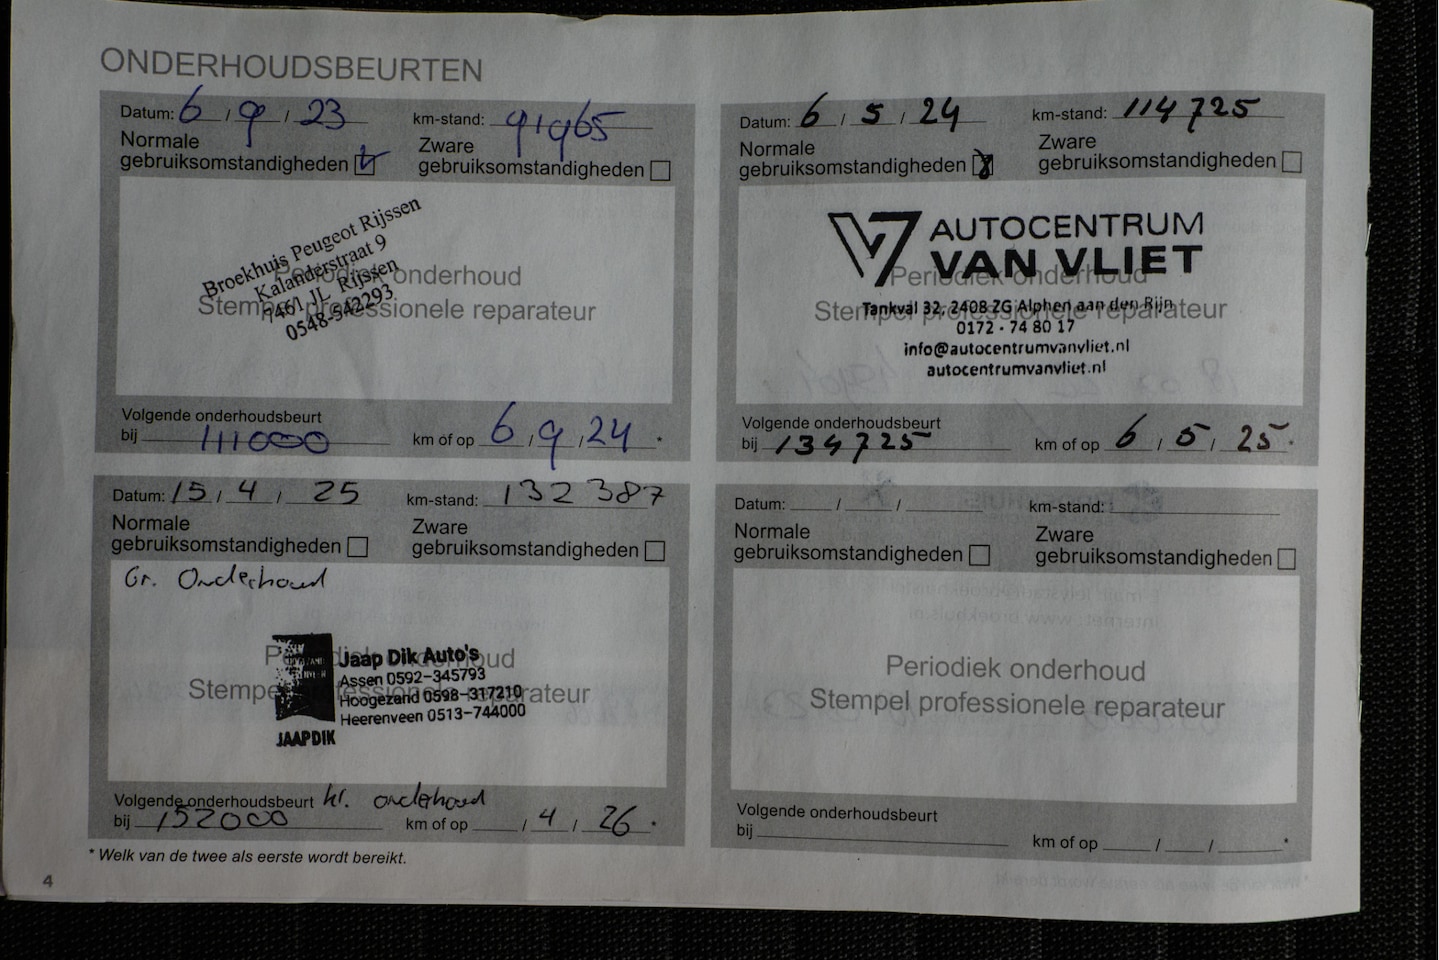 ONDERHOUDSBEURTEN
Datum: 6 / 9 / 23 km-stand: 91965
Normale gebruiksomstandigheden Zware gebruiksomstandigheden
Broekhuis Peugeot Rijssen
Kalanderstraat 9
7461 JL Rijssen
0548-542293
Periodiek onderhoud
Stempel professionele reparateur
Volgende onderhoudsbeurt
bij 111000 km of op 6 / 9 / 24 *
Datum: 6 / 5 / 24 km-stand: 114725
Normale gebruiksomstandigheden Zware gebruiksomstandigheden
AUTOCENTRUM
VAN VLIET
Periodiek onderhoud
Tankval 32, 2408 ZG Alphen aan den Rijn
Stempel professionele reparateur
0172 - 74 80 17
info@autocentrumvanvliet.nl
autocentrumvanvliet.nl
Volgende onderhoudsbeurt
bij 134725 km of op 6 / 5 / 25 *
Datum: 15 / 4 / 25 km-stand: 132387
Normale gebruiksomstandigheden Zware gebruiksomstandigheden
Gr. Onderhoud
Jaap Dik Auto's
Periodiek onderhoud
Assen 0592-345793
Stempel professionele reparateur
Hoogezand 0598-317210
Heerenveen 0513-744000
JAAPDIK
Volgende onderhoudsbeurt kl. onderhoud
bij 152000 km of op / 4 / 26 *
Datum: / / km-stand:
Normale gebruiksomstandigheden Zware gebruiksomstandigheden
Periodiek onderhoud
Stempel professionele reparateur
Volgende onderhoudsbeurt
bij km of op / / *
* Welk van de twee als eerste wordt bereikt.
4